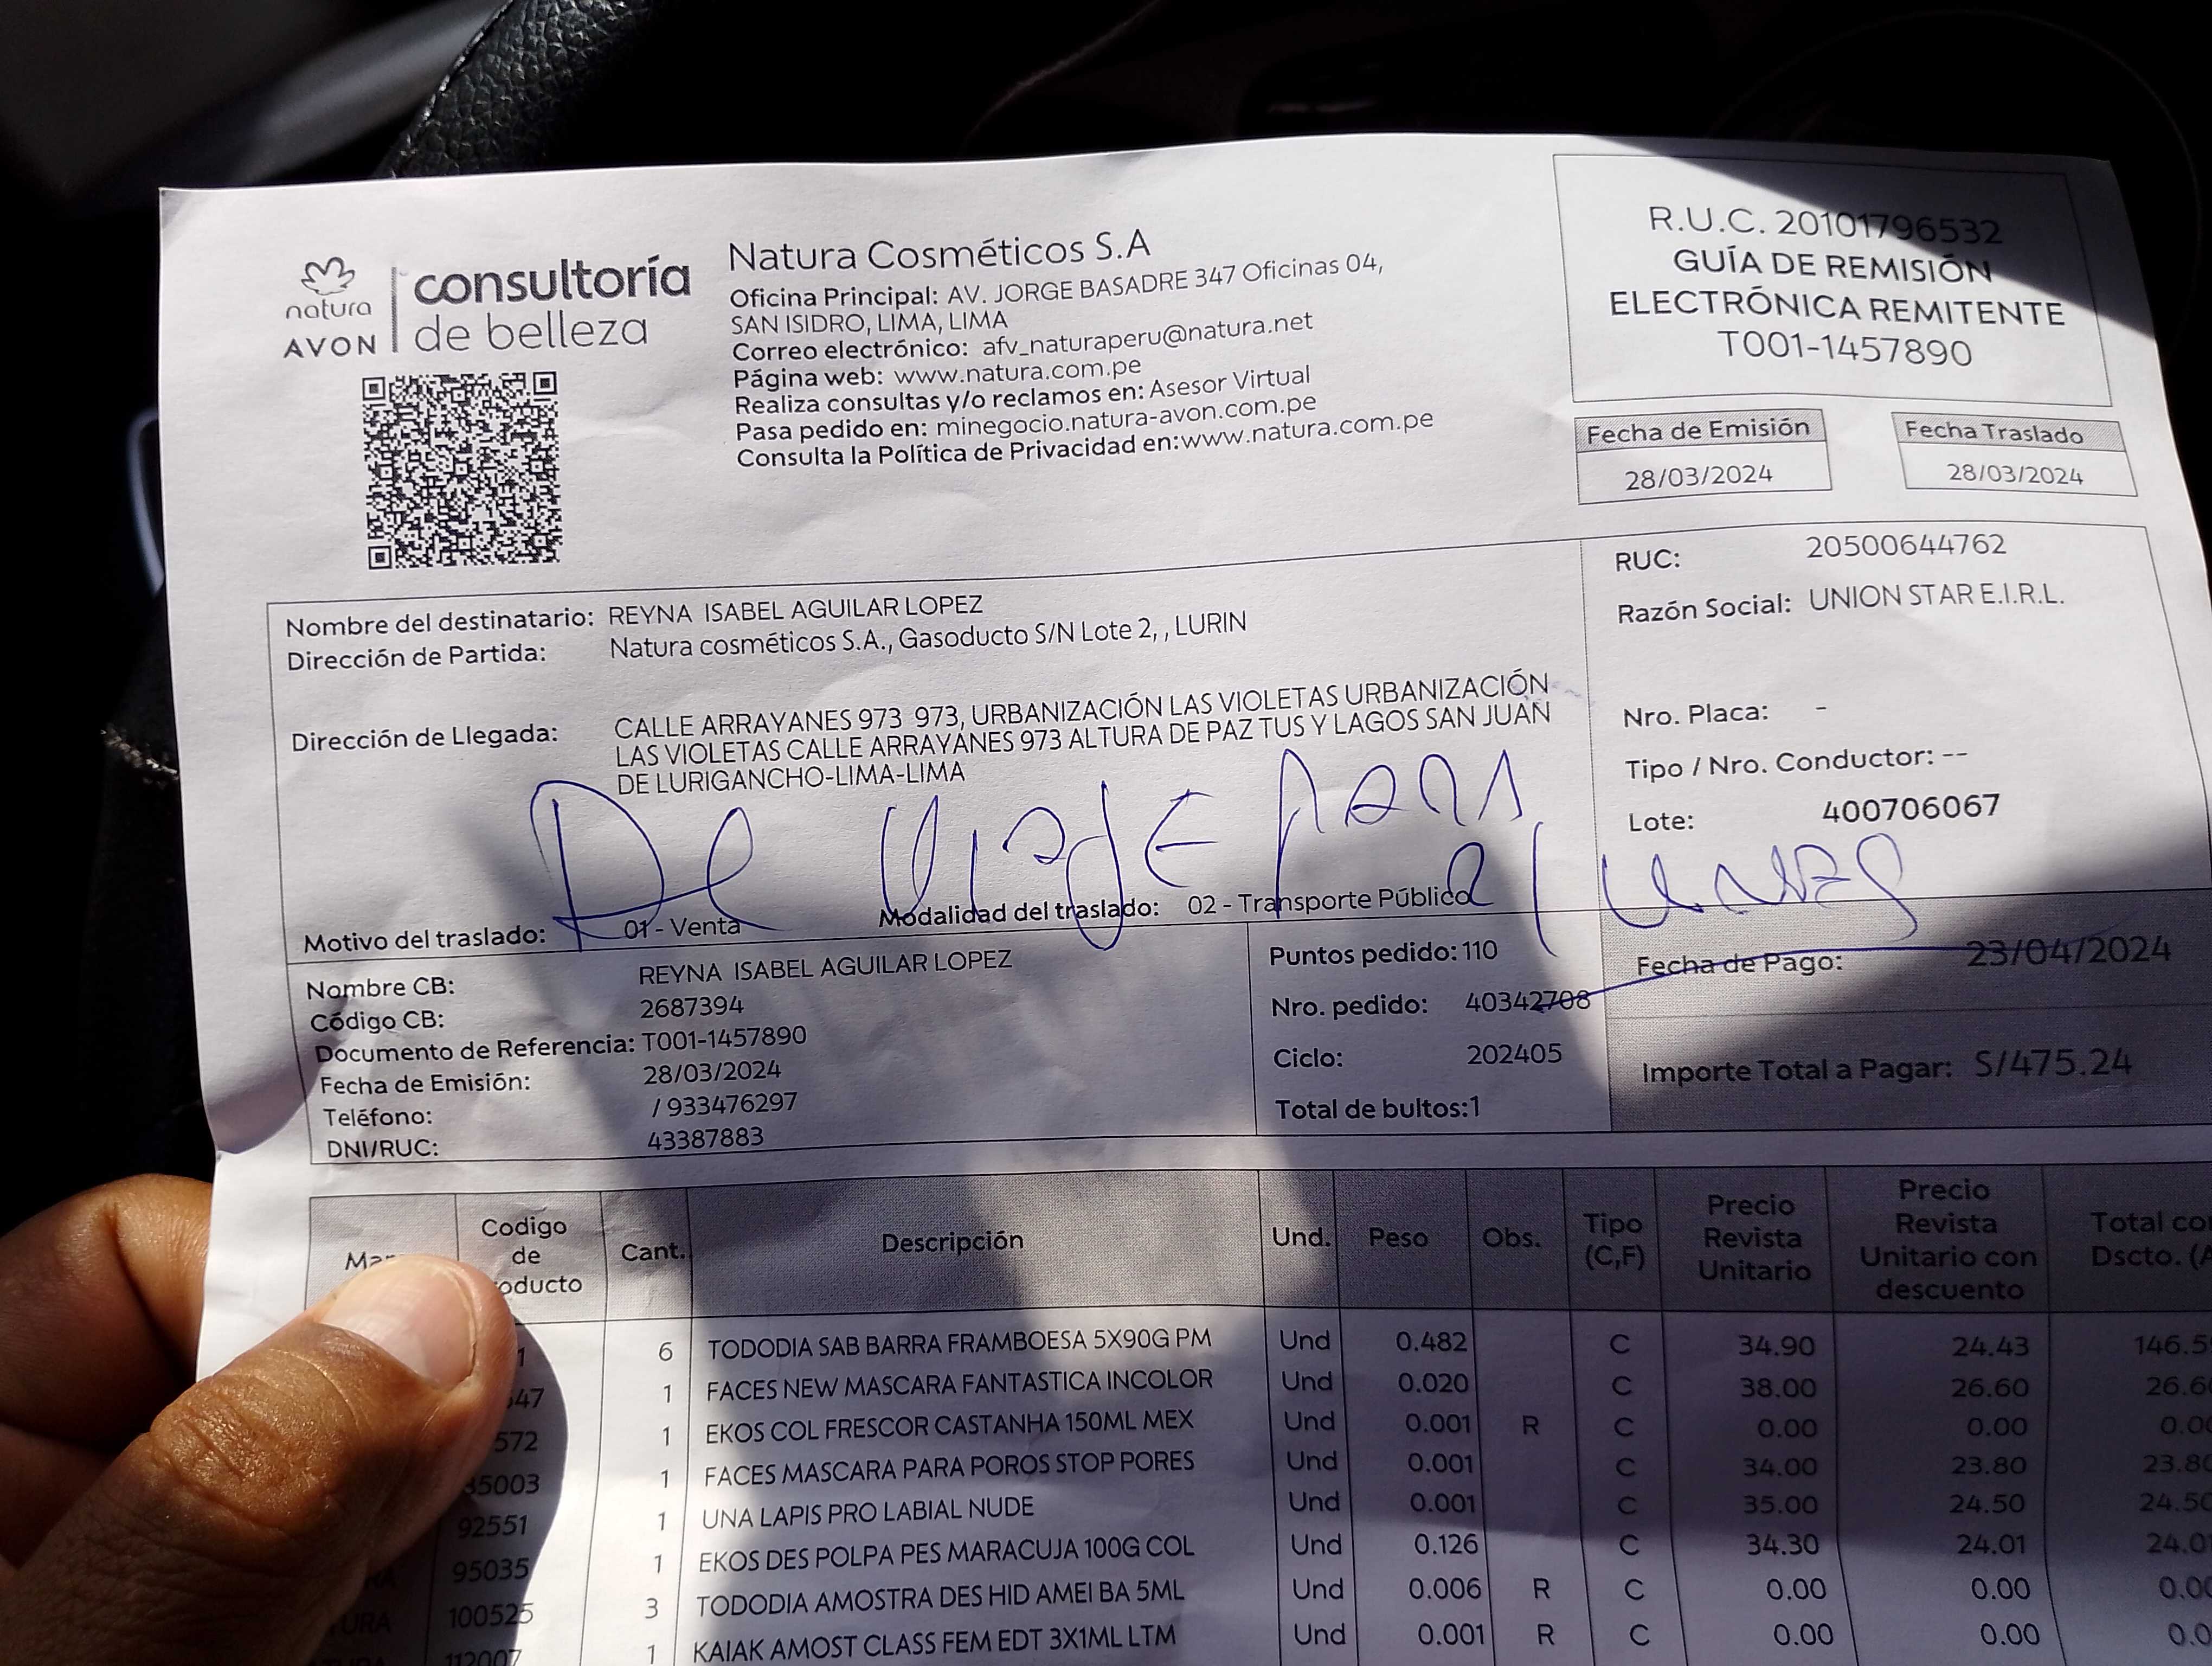 natura
AVON
consultoría
de belleza
Natura Cosméticos S.A
Oficina Principal: AV. JORGE BASADRE 347 Oficinas 04,
SAN ISIDRO, LIMA, LIMA
Correo electrónico: afv_naturaperu@natura.net
Página web: www.natura.com.pe
Realiza consultas y/o reclamos en: Asesor Virtual
Pasa pedido en: minegocio.natura-avon.com.pe
Consulta la Política de Privacidad en:www.natura.com.pe
R.U.C. 20101796532
GUÍA DE REMISIÓN
ELECTRÓNICA REMITENTE
T001-1457890
Fecha de Emisión
28/03/2024
Fecha Traslado
28/03/2024
Nombre del destinatario: REYNA ISABEL AGUILAR LOPEZ
Dirección de Partida: Natura cosméticos S.A., Gasoducto S/N Lote 2, , LURIN
Dirección de Llegada: CALLE ARRAYANES 973 973, URBANIZACIÓN LAS VIOLETAS URBANIZACIÓN
LAS VIOLETAS CALLE ARRAYANES 973 ALTURA DE PAZ TUS Y LAGOS SAN JUAN
DE LURIGANCHO-LIMA-LIMA
RUC: 20500644762
Razón Social: UNION STAR E.I.R.L.
Nro. Placa: -
Tipo / Nro. Conductor: --
Lote: 400706067
De viaje para
el lunes
Motivo del traslado: 01 - Venta Modalidad del traslado: 02 - Transporte Público
Nombre CB: REYNA ISABEL AGUILAR LOPEZ
Código CB: 2687394
Documento de Referencia: T001-1457890
Fecha de Emisión: 28/03/2024
Teléfono: / 933476297
DNI/RUC: 43387883
Puntos pedido: 110
Nro. pedido: 40342708
Ciclo: 202405
Total de bultos:1
Fecha de Pago: 23/04/2024
Importe Total a Pagar: S/475.24
Codigo de Cant. Descripción Und. Peso Obs. Tipo (C,F) Precio Revista Unitario Precio Revista Unitario con descuento Dscto.
6 TODODIA SAB BARRA FRAMBOESA 5X90G PM Und 0.482 C 34.90 24.43
1 FACES NEW MASCARA FANTASTICA INCOLOR Und 0.020 C 38.00 26.60
1 EKOS COL FRESCOR CASTANHA 150ML MEX Und 0.001 R C 0.00 0.00
1 FACES MASCARA PARA POROS STOP PORES Und 0.001 C 34.00 23.80
92551 1 UNA LAPIS PRO LABIAL NUDE Und 0.001 C 35.00 24.50
95035 1 EKOS DES POLPA PES MARACUJA 100G COL Und 0.126 C 34.30 24.01
100525 3 TODODIA AMOSTRA DES HID AMEI BA 5ML Und 0.006 R C 0.00 0.00
112007 1 KAIAK AMOST CLASS FEM EDT 3X1ML LTM Und 0.001 R C 0.00 0.00